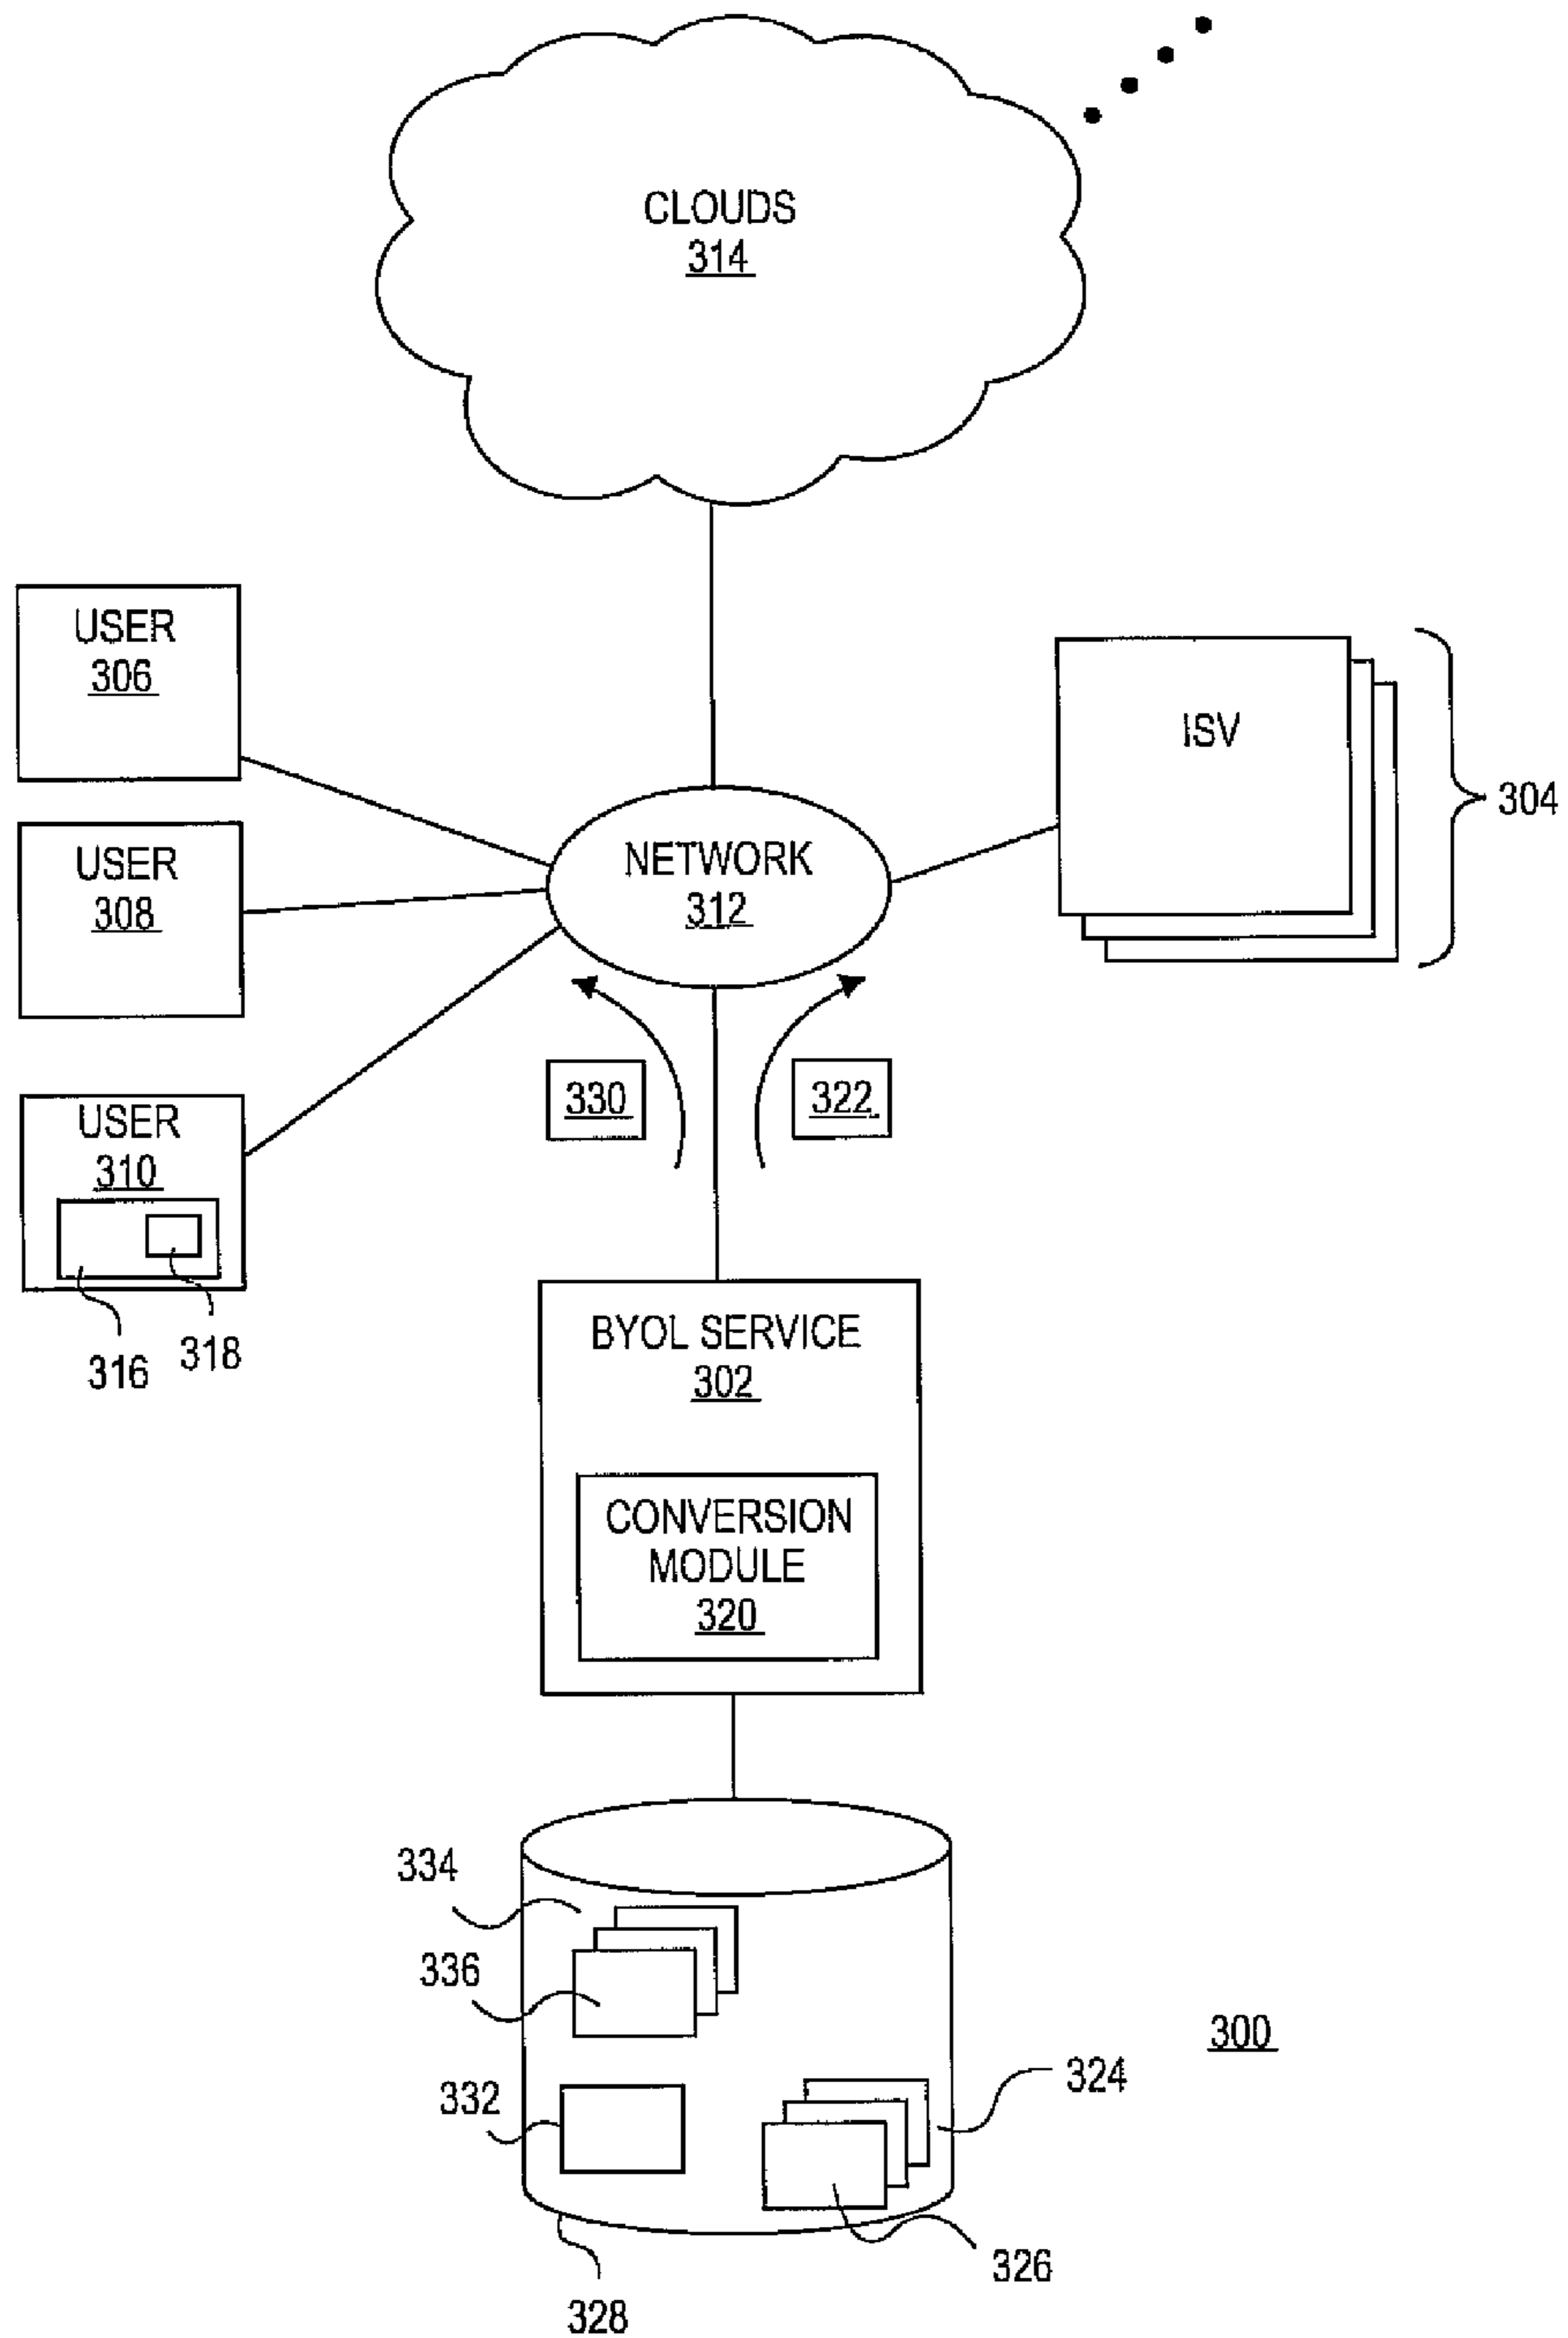 CLOUDS
314
USER
306
ISV
304
USER
308
NETWORK
312
330
322
USER
310
316
318
BYOL SERVICE
302
CONVERSION
MODULE
320
334
336
300
332
324
326
328